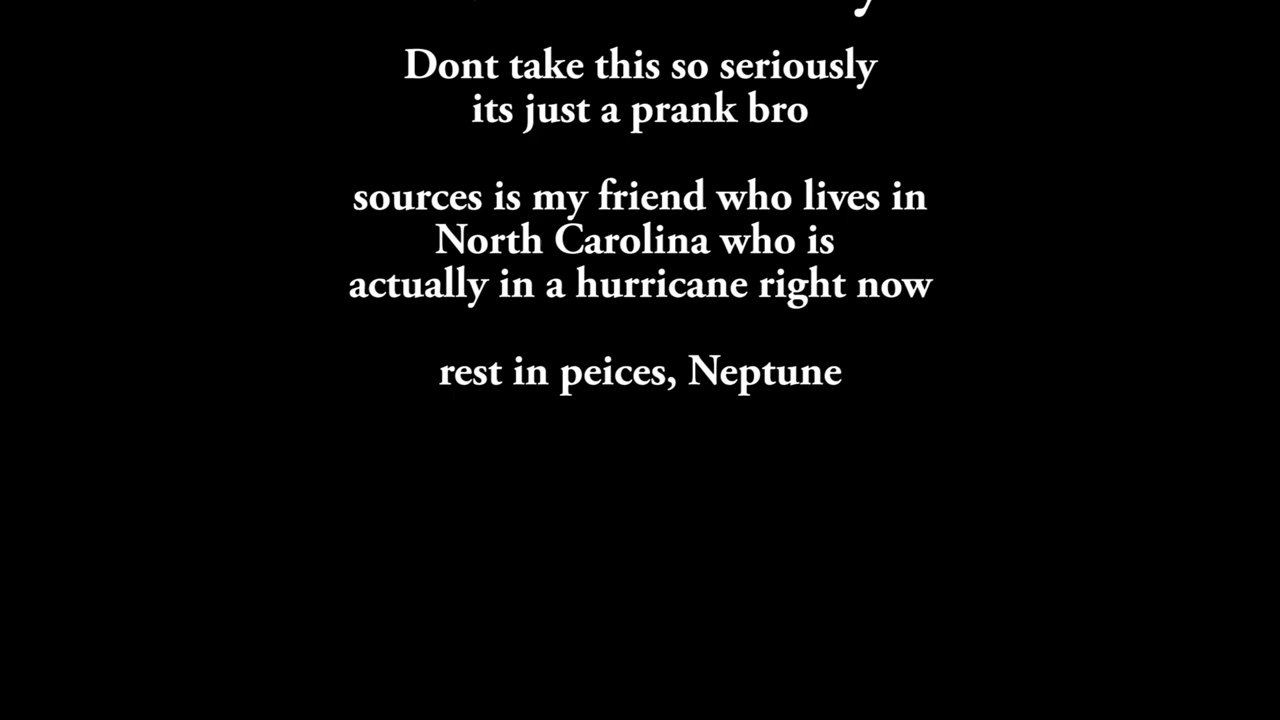 Dont take this so seriously
its just a prank bro
sources is my friend who lives in
North Carolina who is
actually in a hurricane right now
rest in peices, Neptune